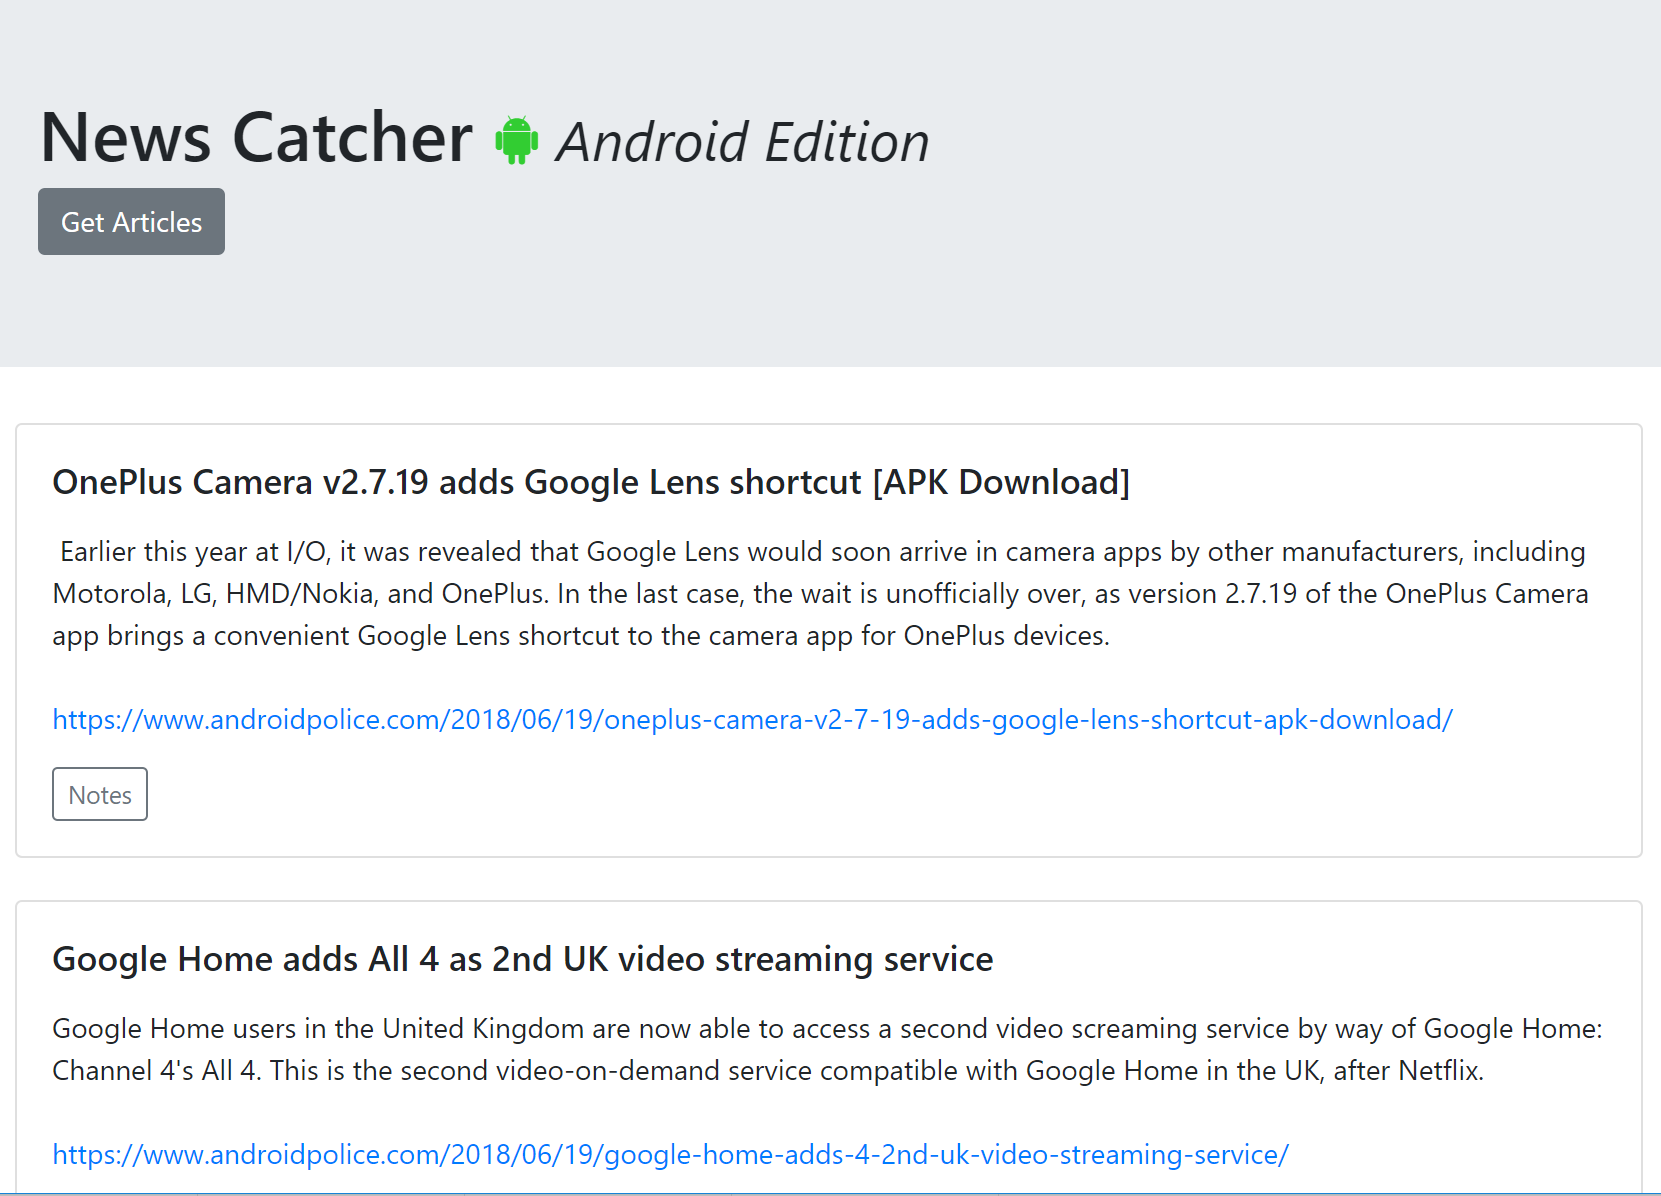 News Catcher Android Edition
Get Articles
OnePlus Camera v2.7.19 adds Google Lens shortcut [APK Download]
Earlier this year at I/O, it was revealed that Google Lens would soon arrive in camera apps by other manufacturers, including
Motorola, LG, HMD/Nokia, and OnePlus. In the last case, the wait is unofficially over, as version 2.7.19 of the OnePlus Camera
app brings a convenient Google Lens shortcut to the camera app for OnePlus devices.
https://www.androidpolice.com/2018/06/19/oneplus-camera-v2-7-19-adds-google-lens-shortcut-apk-download/
Notes
Google Home adds All 4 as 2nd UK video streaming service
Google Home users in the United Kingdom are now able to access a second video screaming service by way of Google Home:
Channel 4's All 4. This is the second video-on-demand service compatible with Google Home in the UK, after Netflix.
https://www.androidpolice.com/2018/06/19/google-home-adds-4-2nd-uk-video-streaming-service/